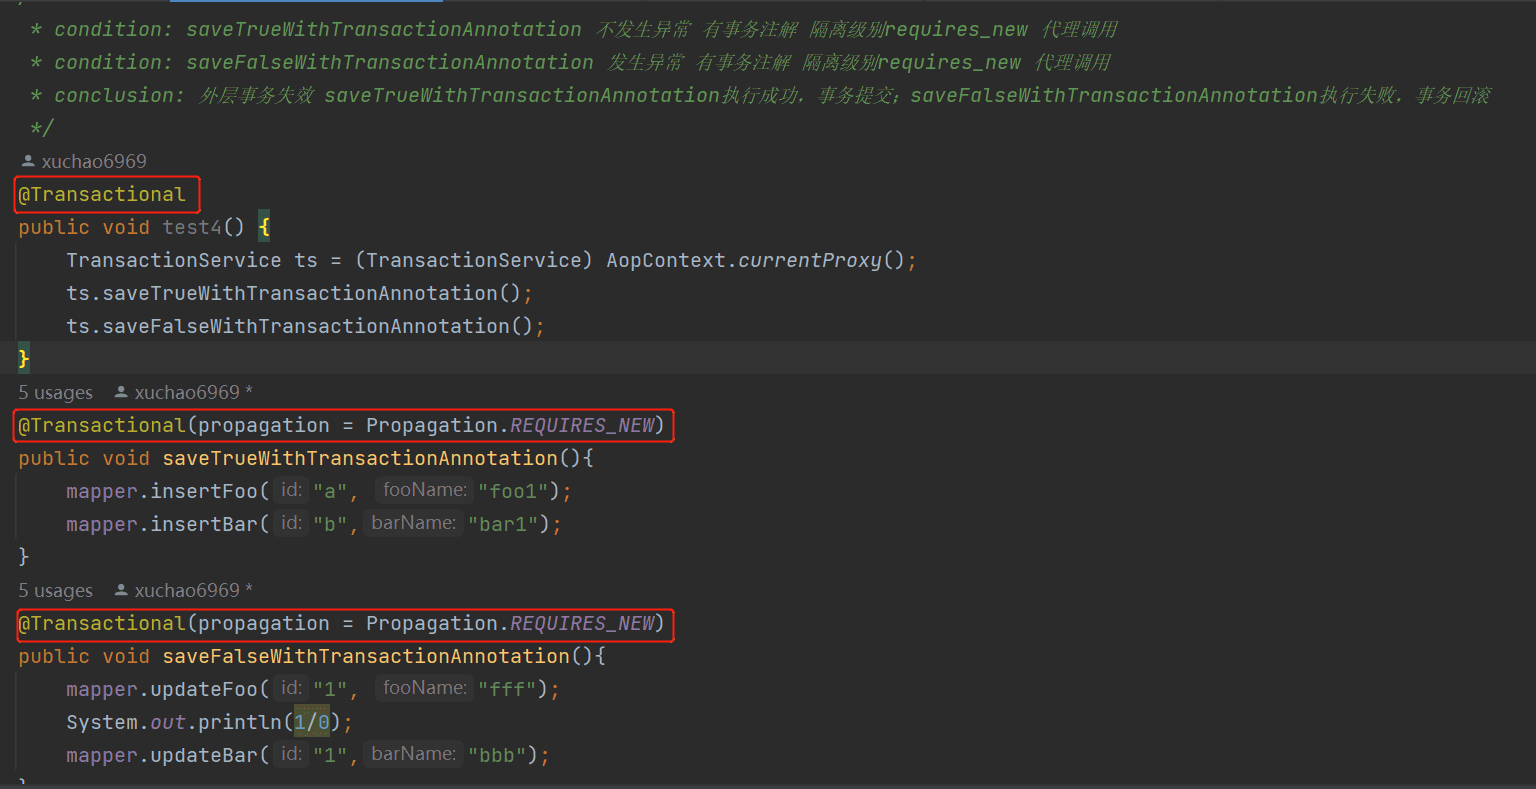 * condition: saveTrueWithTransactionAnnotation 不发生异常 有事务注解 隔离级别requires_new 代理调用
* condition: saveFalseWithTransactionAnnotation 发生异常 有事务注解 隔离级别requires_new 代理调用
* conclusion: 外层事务失效 saveTrueWithTransactionAnnotation执行成功，事务提交；saveFalseWithTransactionAnnotation执行失败，事务回滚
*/
xuchao6969
@Transactional
public void test4() {
TransactionService ts = (TransactionService) AopContext.currentProxy();
ts.saveTrueWithTransactionAnnotation();
ts.saveFalseWithTransactionAnnotation();
}
5 usages xuchao6969 *
@Transactional(propagation = Propagation.REQUIRES_NEW)
public void saveTrueWithTransactionAnnotation(){
mapper.insertFoo( id: "a", fooName: "foo1");
mapper.insertBar( id: "b", barName: "bar1");
}
5 usages xuchao6969 *
@Transactional(propagation = Propagation.REQUIRES_NEW)
public void saveFalseWithTransactionAnnotation(){
mapper.updateFoo( id: "1", fooName: "fff");
System.out.println(1/0);
mapper.updateBar( id: "1", barName: "bbb");